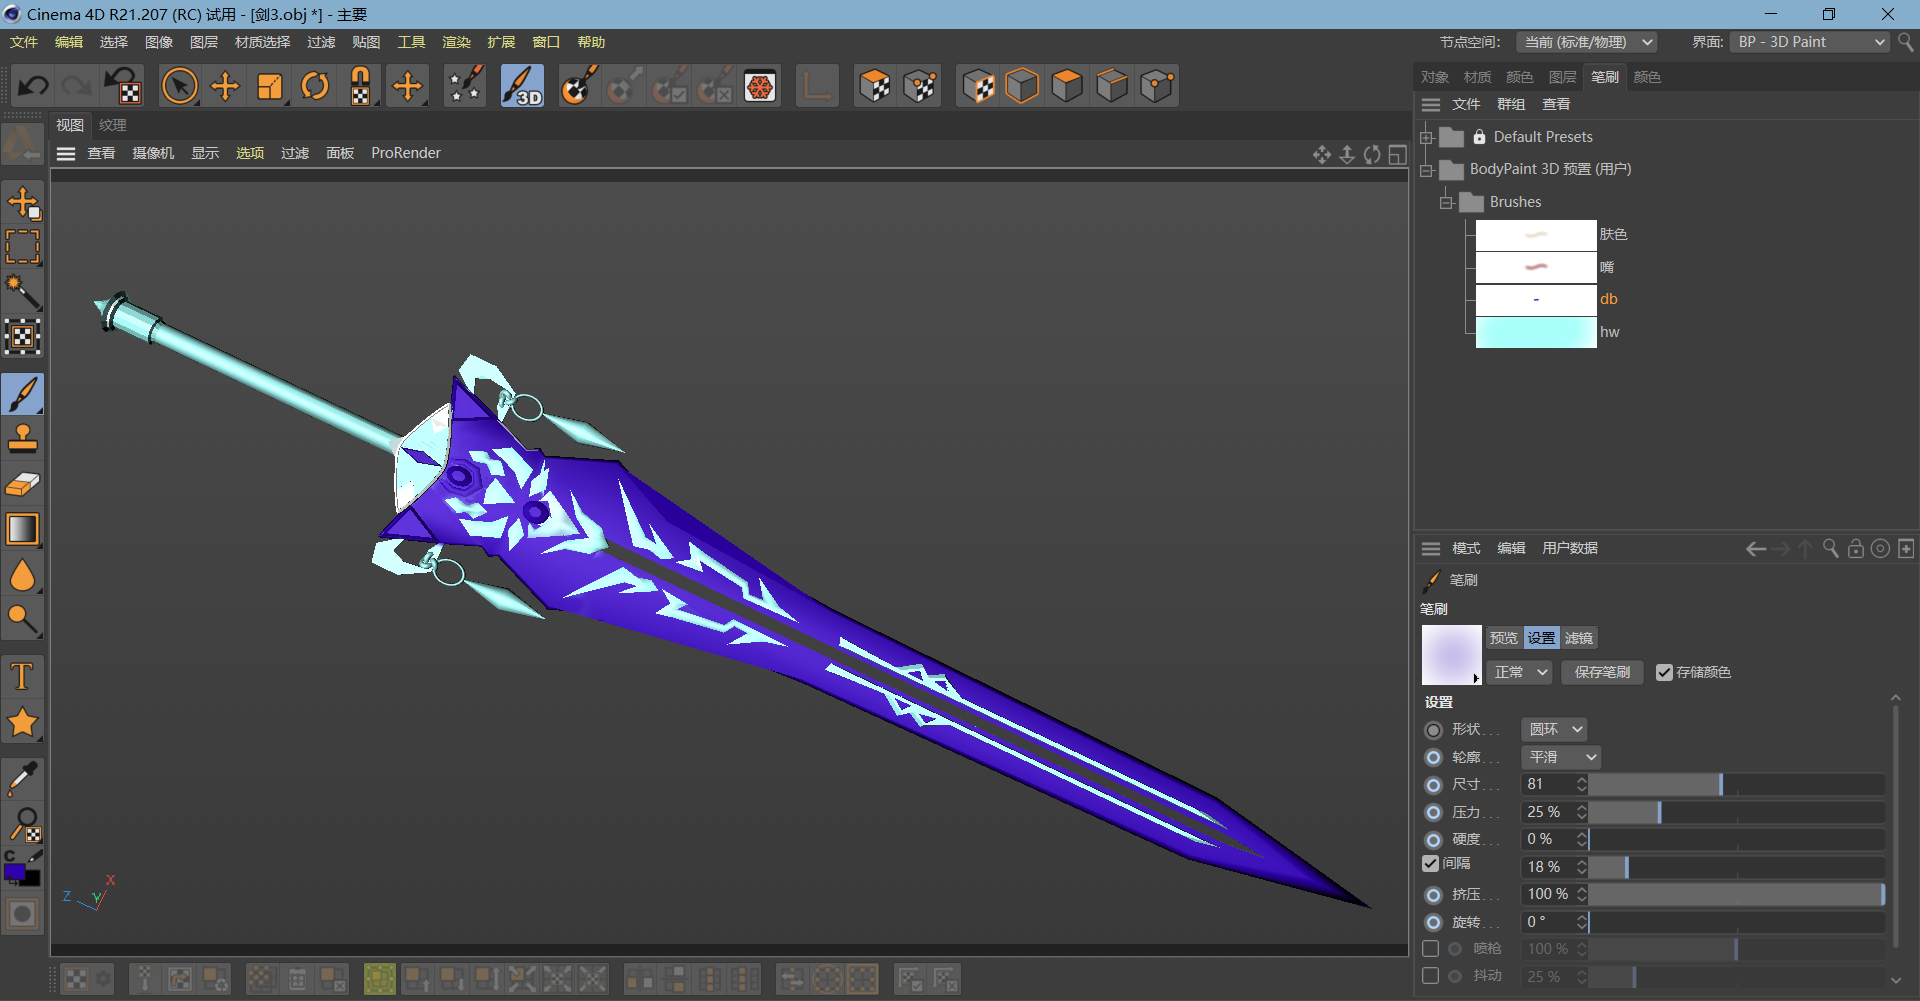 Cinema 4D R21.207 (RC) 试用 - [剑3.obj *] - 主要
文件 编辑 选择 图像 图层 材质选择 过滤 贴图 工具 渲染 扩展 窗口 帮助
节点空间: 当前 (标准/物理) 界面: BP - 3D Paint
3D
对象 材质 颜色 图层 笔刷 颜色
文件 群组 查看
视图 纹理
查看 摄像机 显示 选项 过滤 面板 ProRender
Default Presets
BodyPaint 3D 预置 (用户)
Brushes
肤色
嘴
db
hw
模式 编辑 用户数据
笔刷
笔刷
预览 设置 滤镜
正常 保存笔刷 存储颜色
设置
形状 . . . 圆环
轮廓 . . . 平滑
尺寸 . . . 81
压力 . . . 25 %
硬度 . . . 0 %
间隔 18 %
挤压 . . . 100 %
旋转 . . . 0 °
喷枪 100 %
抖动 25 %
T
C
X
Y
Z